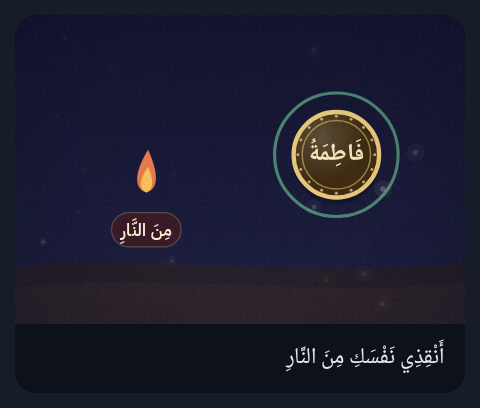 فَاطِمَةُ
مِنَ النَّارِ
أَنْقِذِي نَفْسَكِ مِنَ النَّارِ